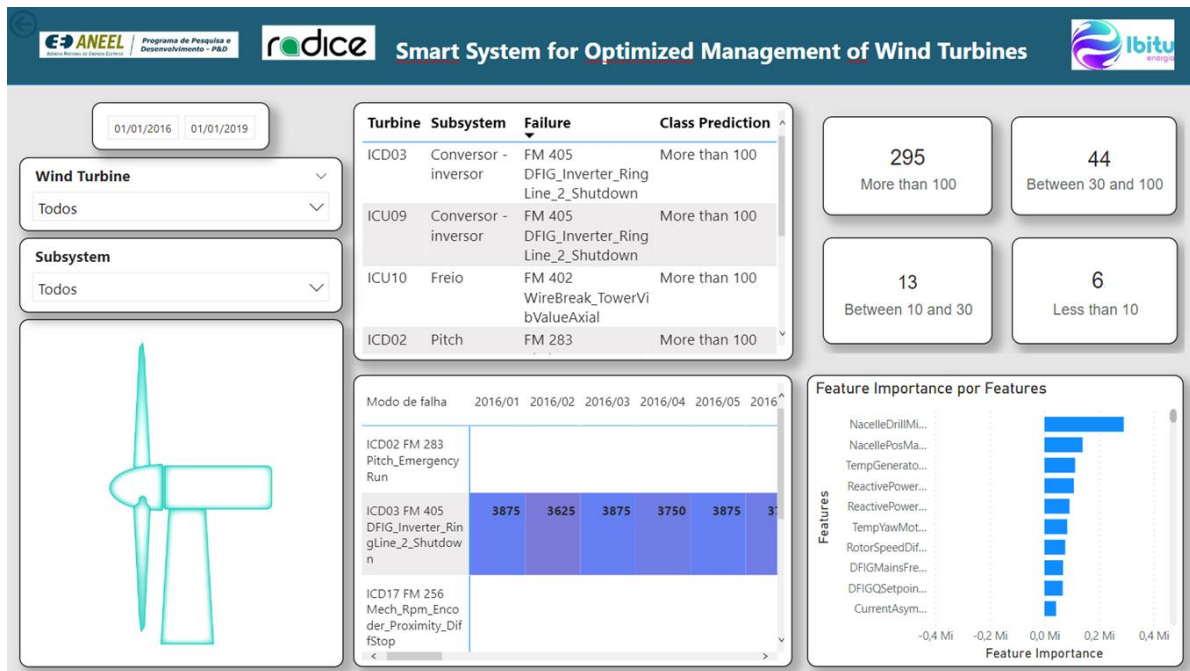 ANEEL
AGÊNCIA NACIONAL DE ENERGIA ELÉTRICA
Programa de Pesquisa e
Desenvolvimento - P&D
radice
Smart System for Optimized Management of Wind Turbines
Ibitu
energia
01/01/2016 01/01/2019
Wind Turbine
Todos
Subsystem
Todos
Turbine Subsystem Failure Class Prediction
ICD03 Conversor - FM 405 More than 100
inversor DFIG_Inverter_Ring
Line_2_Shutdown
ICU09 Conversor - FM 405 More than 100
inversor DFIG_Inverter_Ring
Line_2_Shutdown
ICU10 Freio FM 402 More than 100
WireBreak_TowerVi
bValueAxial
ICD02 Pitch FM 283 More than 100
295
More than 100
44
Between 30 and 100
13
Between 10 and 30
6
Less than 10
Modo de falha 2016/01 2016/02 2016/03 2016/04 2016/05 2016
ICD02 FM 283
Pitch_Emergency
Run
ICD03 FM 405 3875 3625 3875 3750 3875
DFIG_Inverter_Rin
gLine_2_Shutdow
n
ICD17 FM 256
Mech_Rpm_Enco
der_Proximity_Dif
fStop
Feature Importance por Features
Features
NacelleDrillMi...
NacellePosMa...
TempGenerato...
ReactivePower...
ReactivePower...
TempYawMot...
RotorSpeedDif...
DFIGMainsFre...
DFIGQSetpoin...
CurrentAsym...
-0,4 Mi -0,2 Mi 0,0 Mi 0,2 Mi 0,4 Mi
Feature Importance